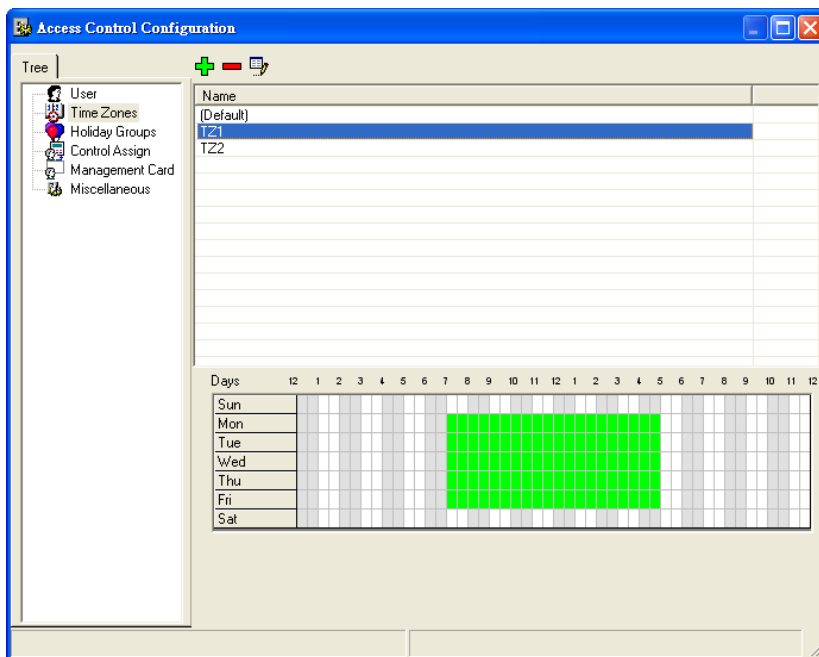 Access Control Configuration
Tree
User
Time Zones
Holiday Groups
Control Assign
Management Card
Miscellaneous
Name
(Default)
TZ1
TZ2
Days 12 1 2 3 4 5 6 7 8 9 10 11 12 1 2 3 4 5 6 7 8 9 10 11 12
Sun
Mon
Tue
Wed
Thu
Fri
Sat